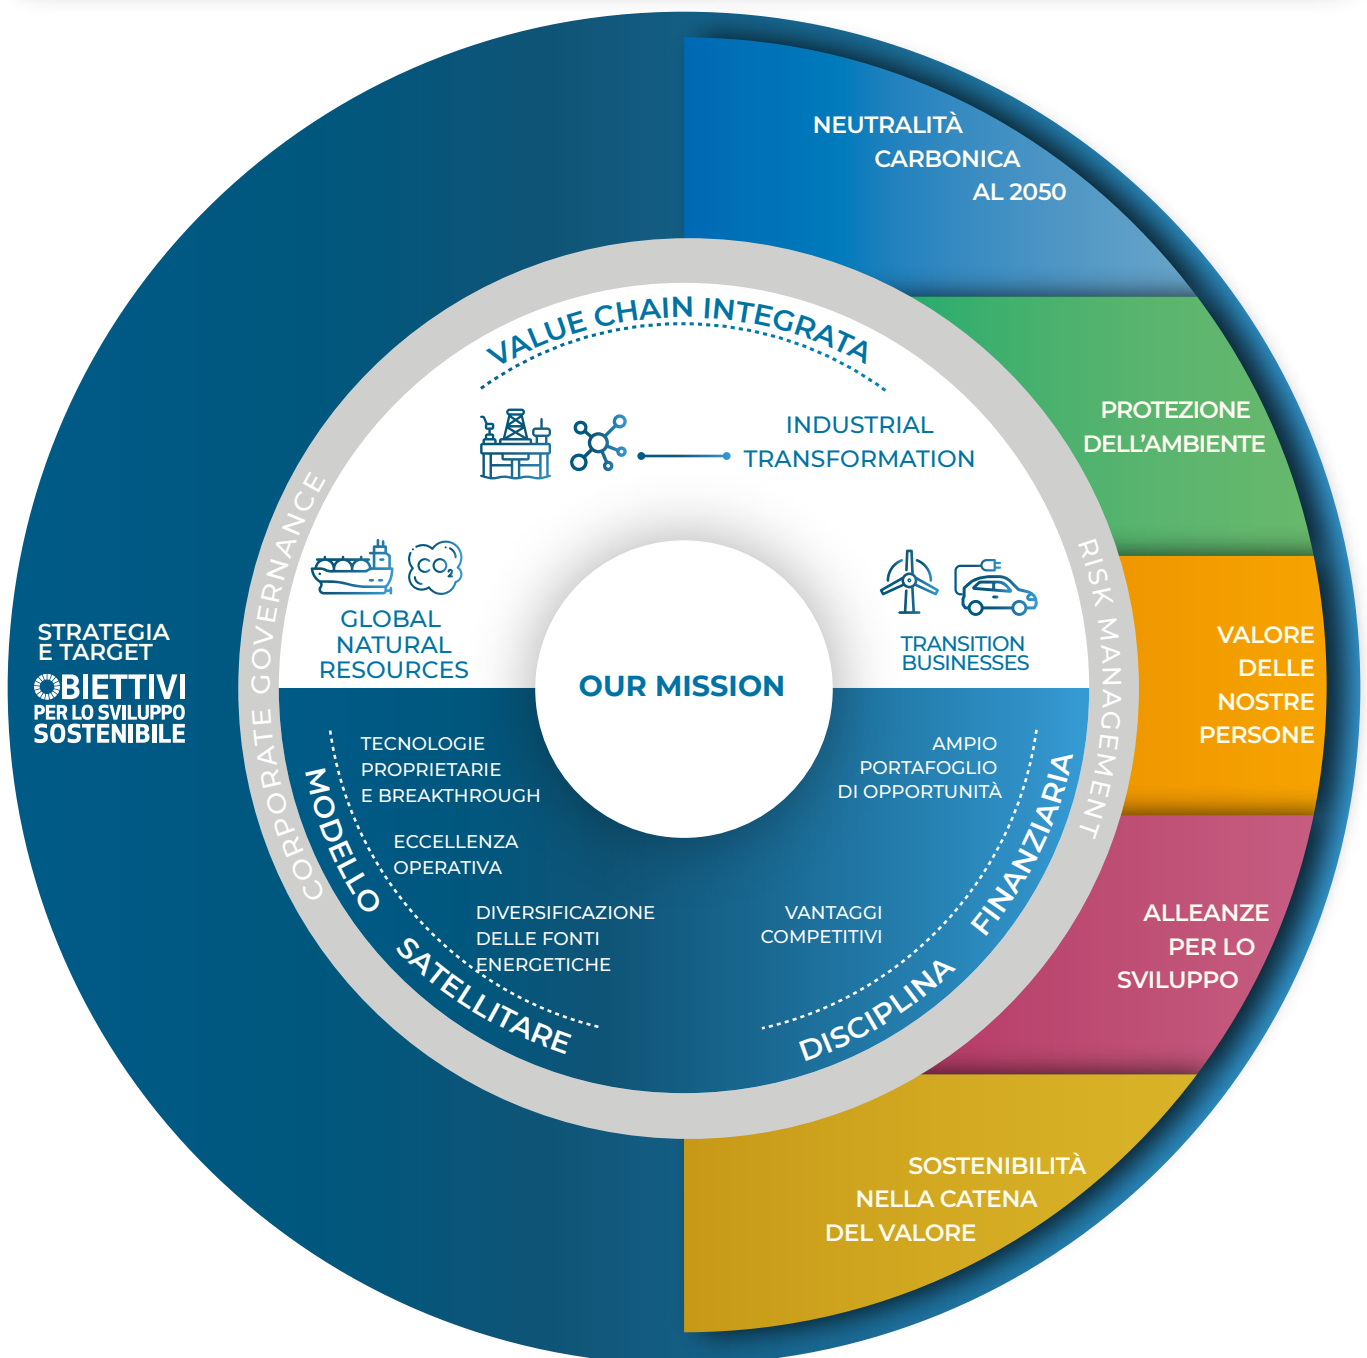 NEUTRALITÀ
CARBONICA
AL 2050
PROTEZIONE
DELL'AMBIENTE
VALORE
DELLE
NOSTRE
PERSONE
ALLEANZE
PER LO
SVILUPPO
SOSTENIBILITÀ
NELLA CATENA
DEL VALORE
STRATEGIA
E TARGET
OBIETTIVI
PER LO SVILUPPO
SOSTENIBILE
CORPORATE GOVERNANCE
RISK MANAGEMENT
VALUE CHAIN INTEGRATA
INDUSTRIAL
TRANSFORMATION
CO2
GLOBAL
NATURAL
RESOURCES
TRANSITION
BUSINESSES
OUR MISSION
TECNOLOGIE
PROPRIETARIE
E BREAKTHROUGH
ECCELLENZA
OPERATIVA
DIVERSIFICAZIONE
DELLE FONTI
ENERGETICHE
MODELLO SATELLITARE
AMPIO
PORTAFOGLIO
DI OPPORTUNITÀ
VANTAGGI
COMPETITIVI
DISCIPLINA FINANZIARIA